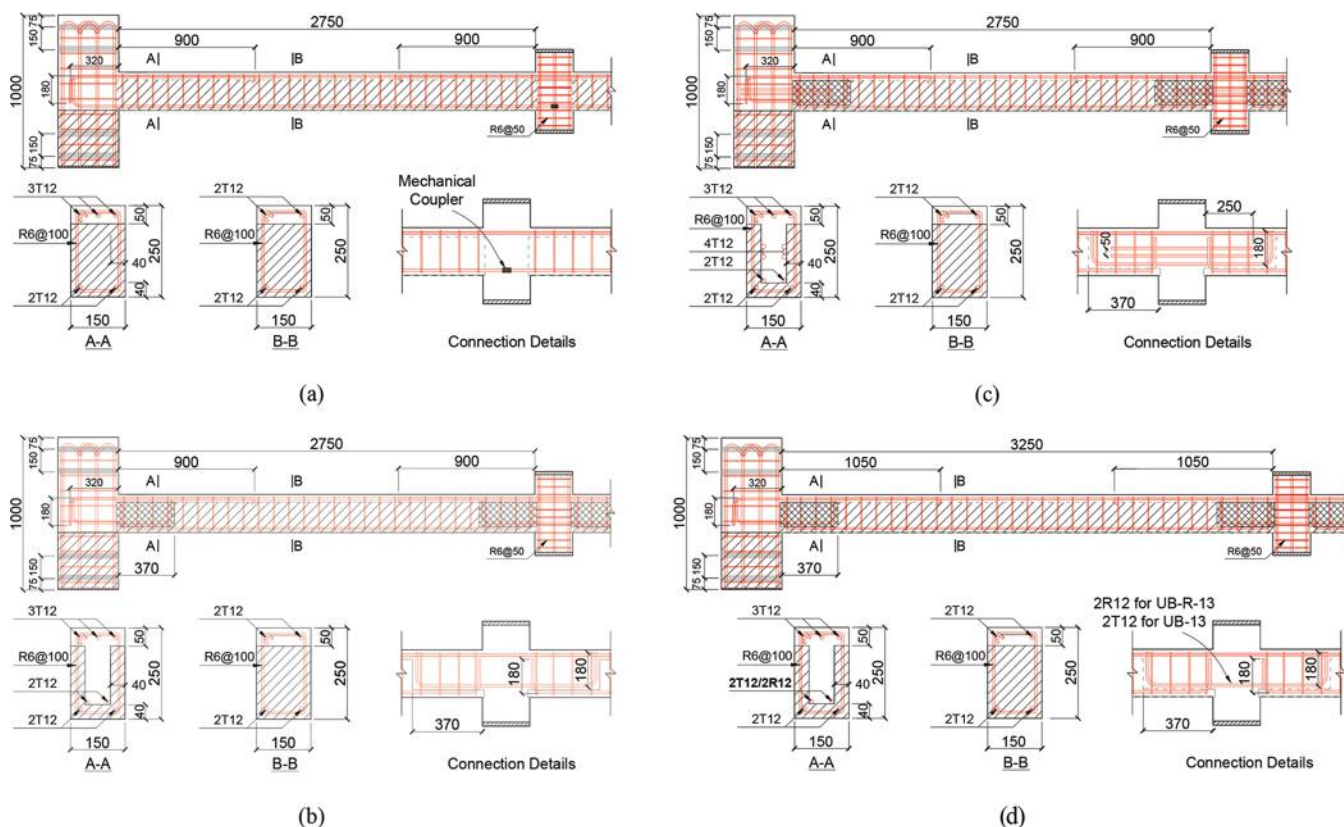 2750
900
900
150 75
1000
320
180
A
B
A
B
R6@50
150
75
3T12
2T12
Mechanical
Coupler
R6@100
R6@100
50
250
40
40
50
250
2T12
2T12
150
150
A-A
B-B
Connection Details
(a)
2750
900
900
150 75
1000
320
180
A
B
A
B
R6@50
150
75
3T12
2T12
R6@100
4T12
2T12
R6@100
50
250
40
40
50
250
250
50
180
2T12
2T12
370
150
150
A-A
B-B
Connection Details
(c)
2750
900
900
150 75
1000
320
180
A
B
A
B
R6@50
150
75
370
3T12
2T12
R6@100
2T12
R6@100
50
250
40
40
50
250
180
180
2T12
2T12
370
150
150
A-A
B-B
Connection Details
(b)
3250
1050
1050
150 75
1000
320
180
A
B
A
B
R6@50
150
75
370
3T12
2T12
2R12 for UB-R-13
2T12 for UB-13
R6@100
2T12/2R12
R6@100
50
250
40
40
50
250
180
180
2T12
2T12
370
150
150
A-A
B-B
Connection Details
(d)